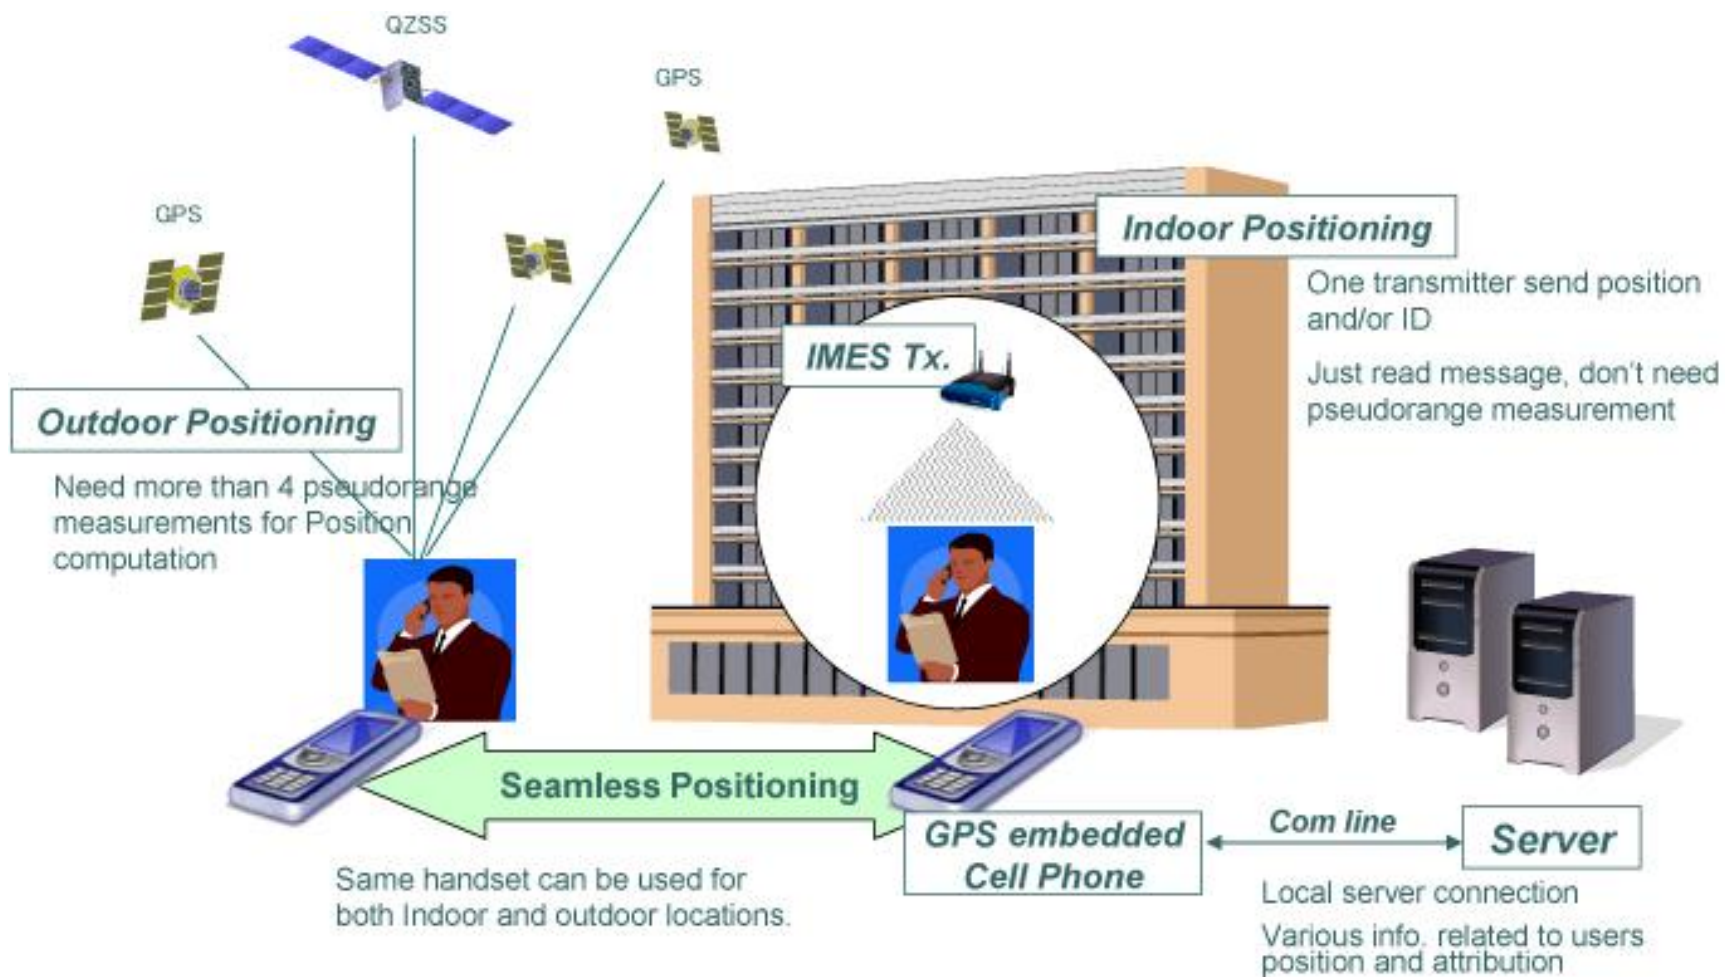 QZSS
GPS
GPS
Indoor Positioning
One transmitter send position
and/or ID
Just read message, don't need
pseudorange measurement
IMES Tx.
Outdoor Positioning
Need more than 4 pseudorange
measurements for Position
computation
Seamless Positioning
Same handset can be used for
both Indoor and outdoor locations.
GPS embedded
Cell Phone
Com line
Server
Local server connection
Various info. related to users
position and attribution